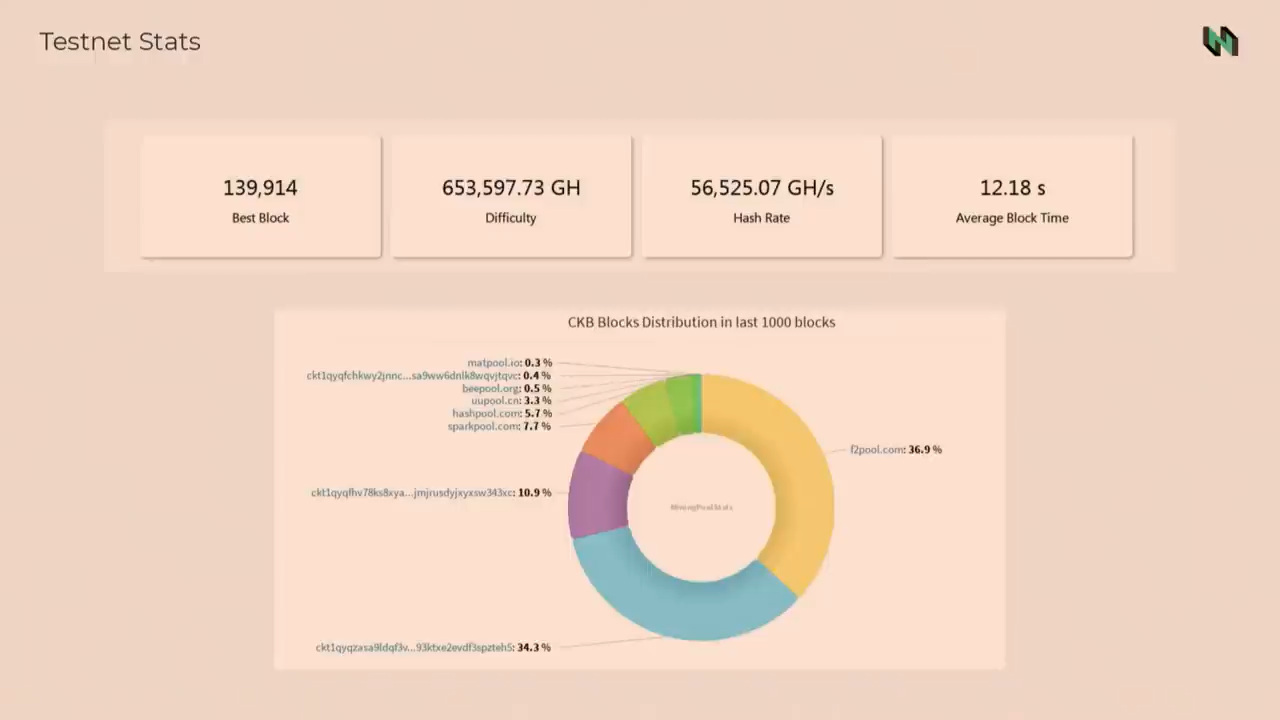 Testnet Stats
139,914
Best Block
653,597.73 GH
Difficulty
56,525.07 GH/s
Hash Rate
12.18 s
Average Block Time
CKB Blocks Distribution in last 1000 blocks
matpool.io: 0.3 %
ckt1qyqfchkwy2jnnc...sa9ww6dnlk8wqvjtqvc: 0.4 %
beepool.org: 0.5 %
uupool.cn: 3.3 %
hashpool.com: 5.7 %
sparkpool.com: 7.7 %
f2pool.com: 36.9 %
ckt1qyqfhv78ks8xya...jmjrusdyjxyxsw343xc: 10.9 %
MiningPoolStats
ckt1qyqzasa9ldqf3v...93ktxe2evdf3spzteh5: 34.3 %